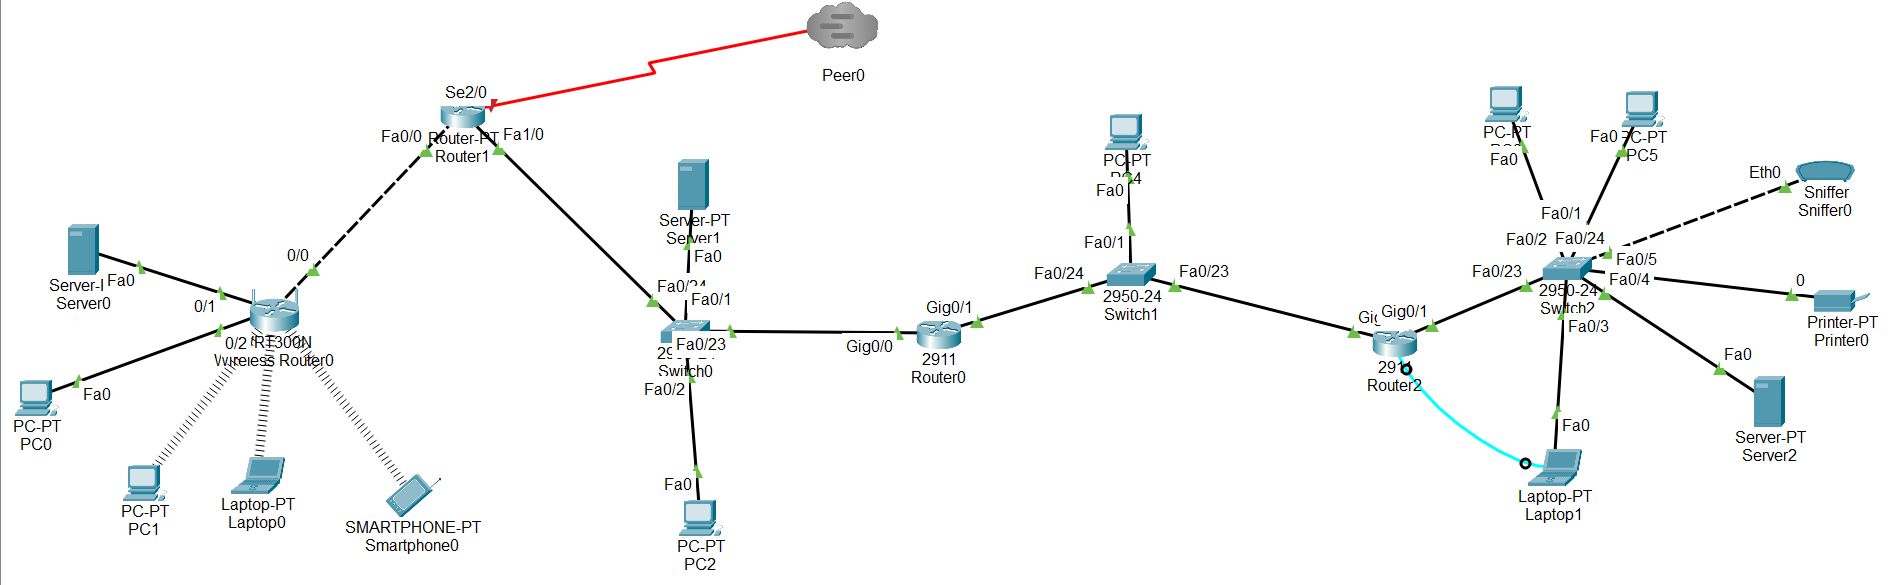 Peer0
Se2/0
Fa0/0
Fa1/0
Router1
Server-PT
Server1
Fa0
Fa0
Server0
0/0
0/1
0/2
WRT300N
Wireless Router0
Fa0
PC-PT
PC0
PC-PT
PC1
Laptop-PT
Laptop0
SMARTPHONE-PT
Smartphone0
Fa0/1
Fa0/23
Switch0
Fa0/2
Fa0
PC-PT
PC2
Gig0/0
Gig0/1
2911
Router0
PC-PT
Fa0
Fa0/1
Fa0/24
Fa0/23
2950-24
Switch1
Gig0/1
Router2
PC-PT
Fa0
Fa0
PC-PT
PC5
Eth0
Sniffer
Sniffer0
Fa0/1
Fa0/2
Fa0/24
Fa0/5
Fa0/23
Fa0/4
2950-24
Switch2
Fa0/3
0
Printer-PT
Printer0
Fa0
Server-PT
Server2
Fa0
Laptop-PT
Laptop1